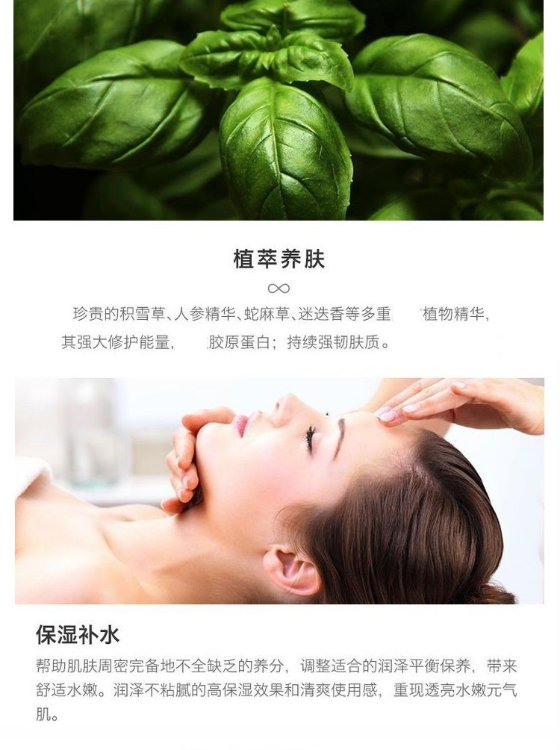 植萃养肤
珍贵的积雪草、人参精华、蛇麻草、迷迭香等多重 植物精华,
其强大修护能量, 胶原蛋白；持续强韧肤质。
保湿补水
帮助肌肤周密完备地不全缺乏的养分，调整适合的润泽平衡保养，带来
舒适水嫩。润泽不粘腻的高保湿效果和清爽使用感，重现透亮水嫩元气
肌。